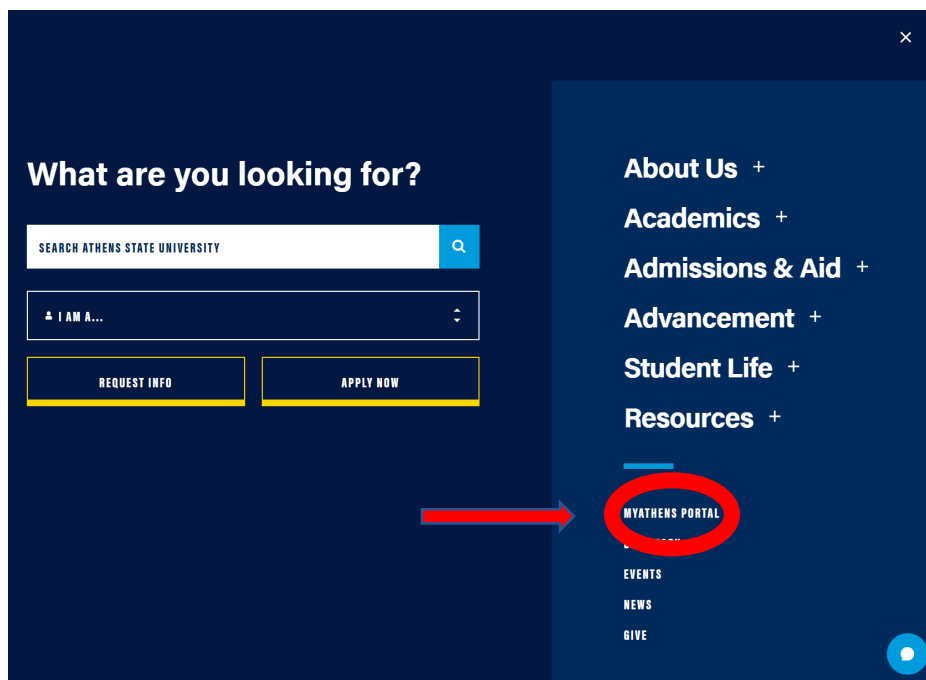 What are you looking for?
SEARCH ATHENS STATE UNIVERSITY
I AM A...
REQUEST INFO
APPLY NOW
About Us +
Academics +
Admissions & Aid +
Advancement +
Student Life +
Resources +
MYATHENS PORTAL
EVENTS
NEWS
GIVE